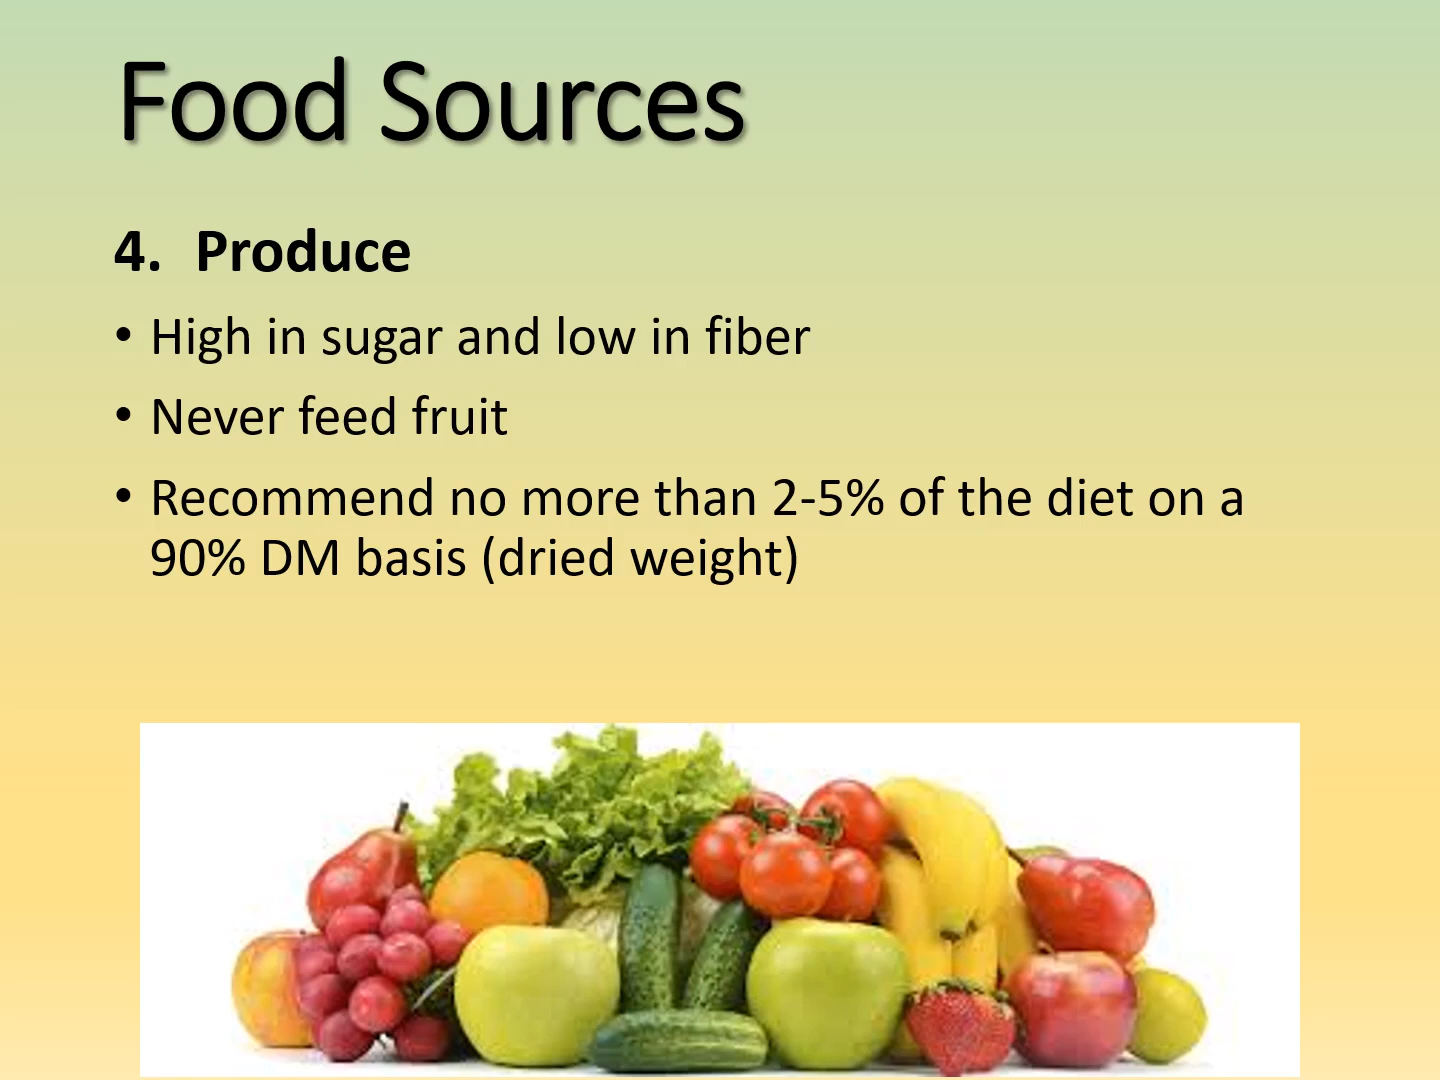 Food Sources
4. Produce
• High in sugar and low in fiber
• Never feed fruit
• Recommend no more than 2-5% of the diet on a
90% DM basis (dried weight)